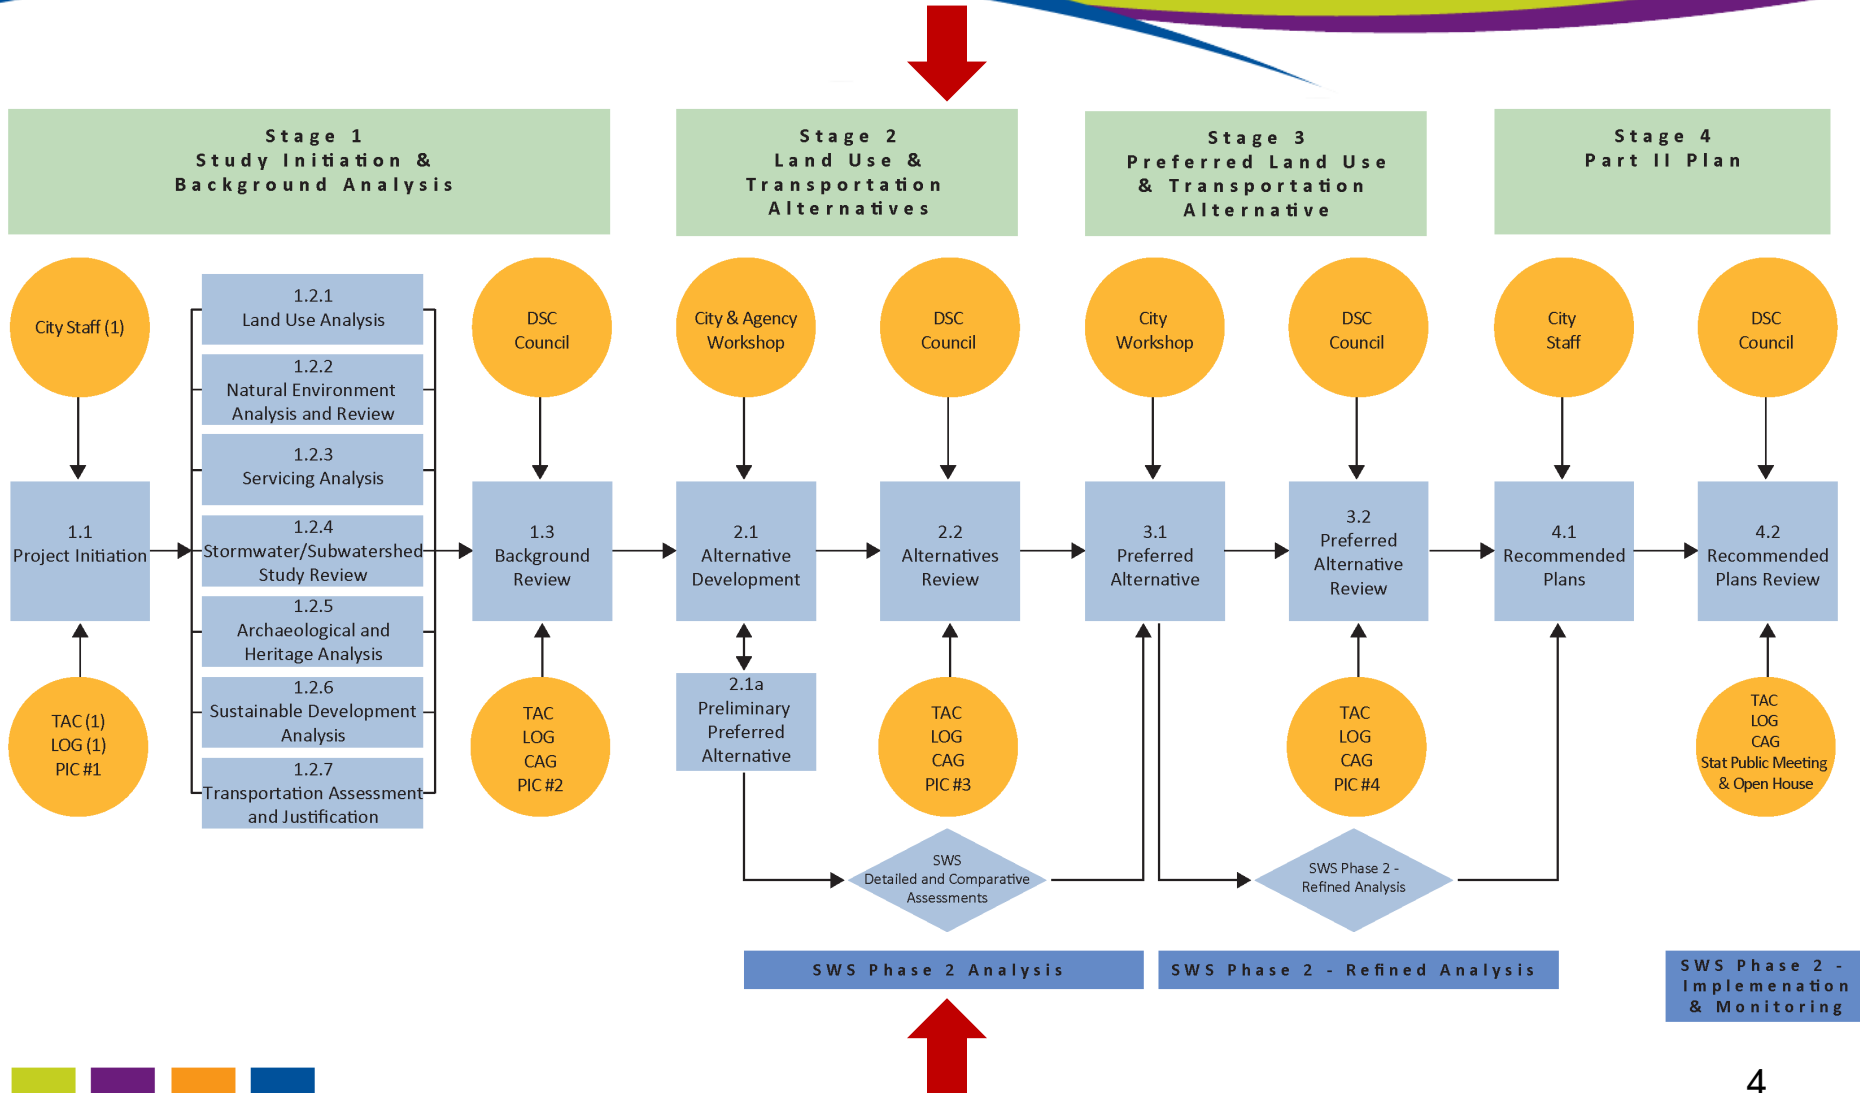 Stage 1
Study Initiation &
Background Analysis
Stage 2
Land Use &
Transportation
Alternatives
Stage 3
Preferred Land Use
& Transportation
Alternative
Stage 4
Part II Plan
City Staff (1)
1.2.1
Land Use Analysis
1.2.2
Natural Environment
Analysis and Review
1.2.3
Servicing Analysis
1.2.4
Stormwater/Subwatershed
Study Review
1.2.5
Archaeological and
Heritage Analysis
1.2.6
Sustainable Development
Analysis
1.2.7
Transportation Assessment
and Justification
DSC
Council
City & Agency
Workshop
DSC
Council
City
Workshop
DSC
Council
City
Staff
DSC
Council
1.1
Project Initiation
1.3
Background
Review
2.1
Alternative
Development
2.2
Alternatives
Review
3.1
Preferred
Alternative
3.2
Preferred
Alternative
Review
4.1
Recommended
Plans
4.2
Recommended
Plans Review
TAC (1)
LOG (1)
PIC #1
TAC
LOG
CAG
PIC #2
2.1a
Preliminary
Preferred
Alternative
TAC
LOG
CAG
PIC #3
TAC
LOG
CAG
PIC #4
TAC
LOG
CAG
Stat Public Meeting
& Open House
SWS
Detailed and Comparative
Assessments
SWS Phase 2 -
Refined Analysis
SWS Phase 2 Analysis
SWS Phase 2 - Refined Analysis
SWS Phase 2 -
Implemenation
& Monitoring
4